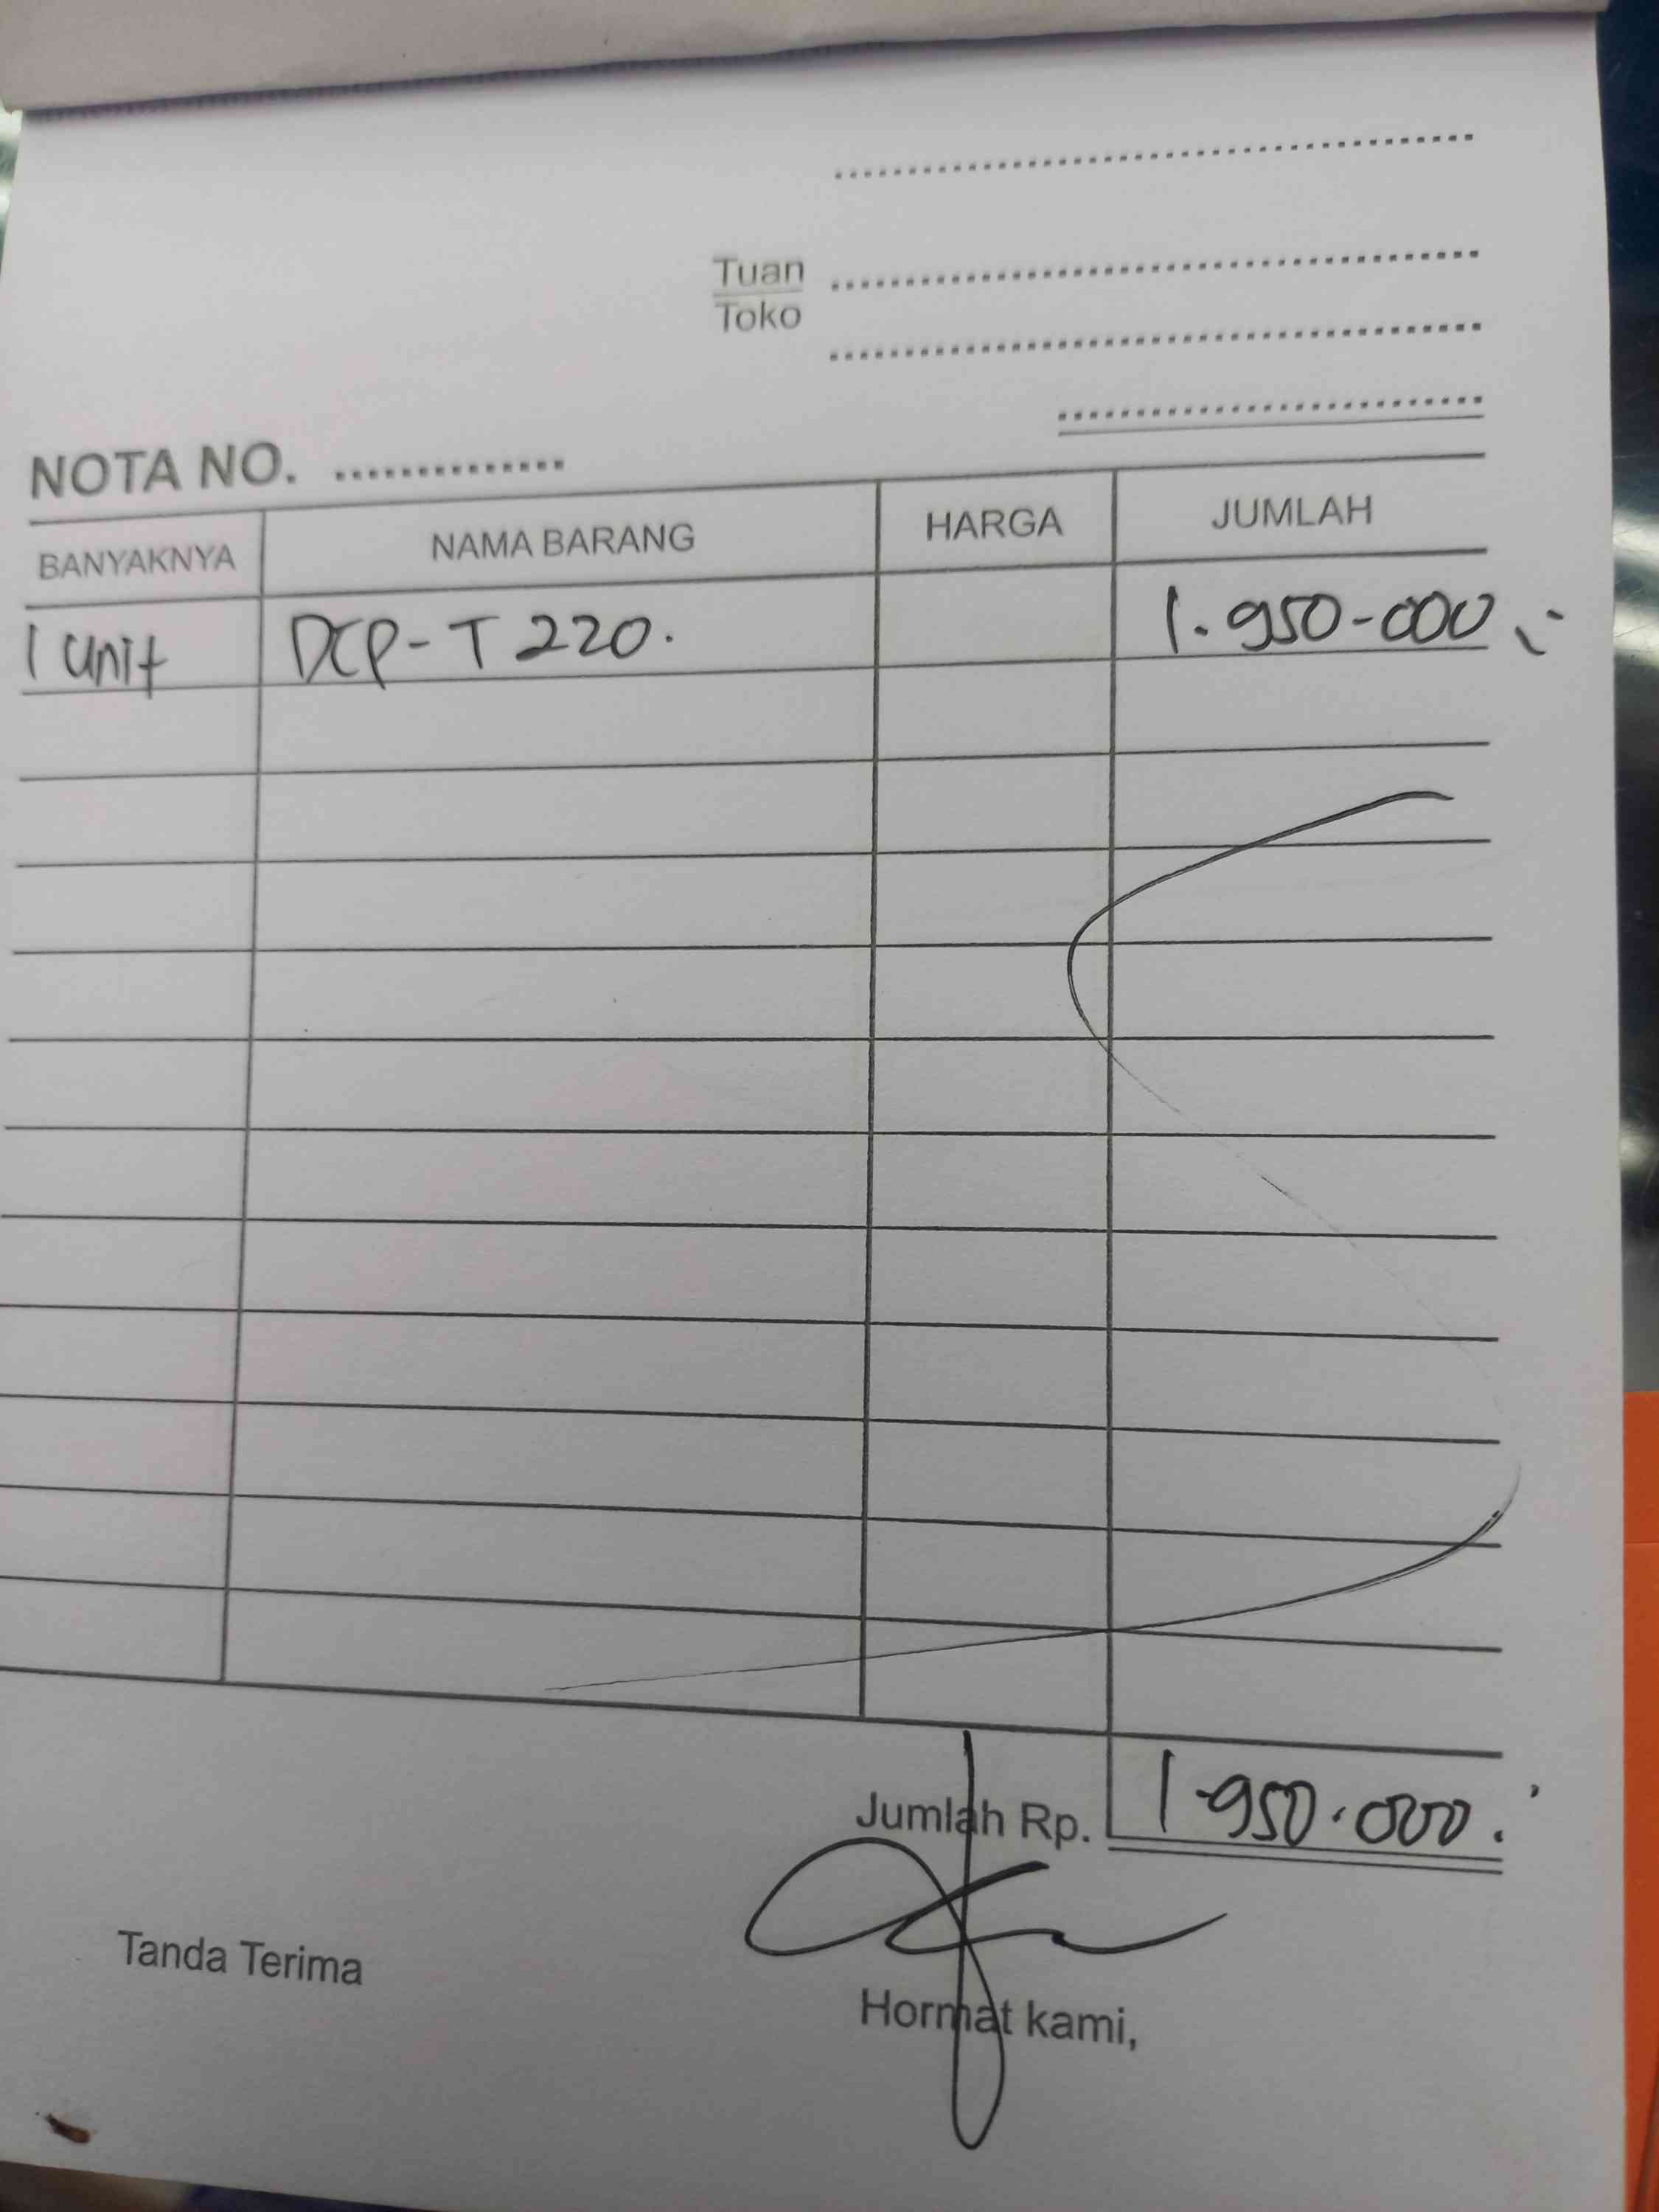 Tuan
Toko
NOTA NO. ..............
BANYAKNYA NAMA BARANG HARGA JUMLAH
1 Unit DCP-T220. 1.950-000,-
Jumlah Rp. 1.950.000.
Tanda Terima
Hormat kami,